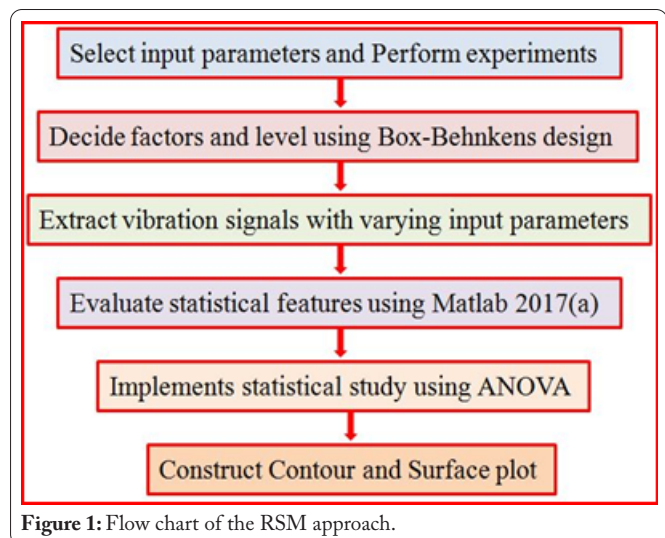 Select input parameters and Perform experiments
Decide factors and level using Box-Behnkens design
Extract vibration signals with varying input parameters
Evaluate statistical features using Matlab 2017(a)
Implements statistical study using ANOVA
Construct Contour and Surface plot
Figure 1: Flow chart of the RSM approach.